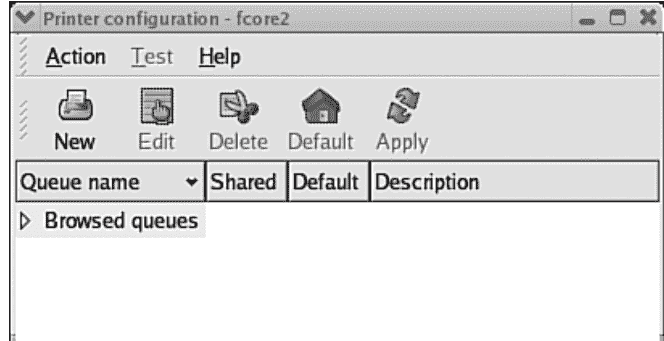 Printer configuration - fcore2
Action Test Help
New Edit Delete Default Apply
Queue name Shared Default Description
Browsed queues